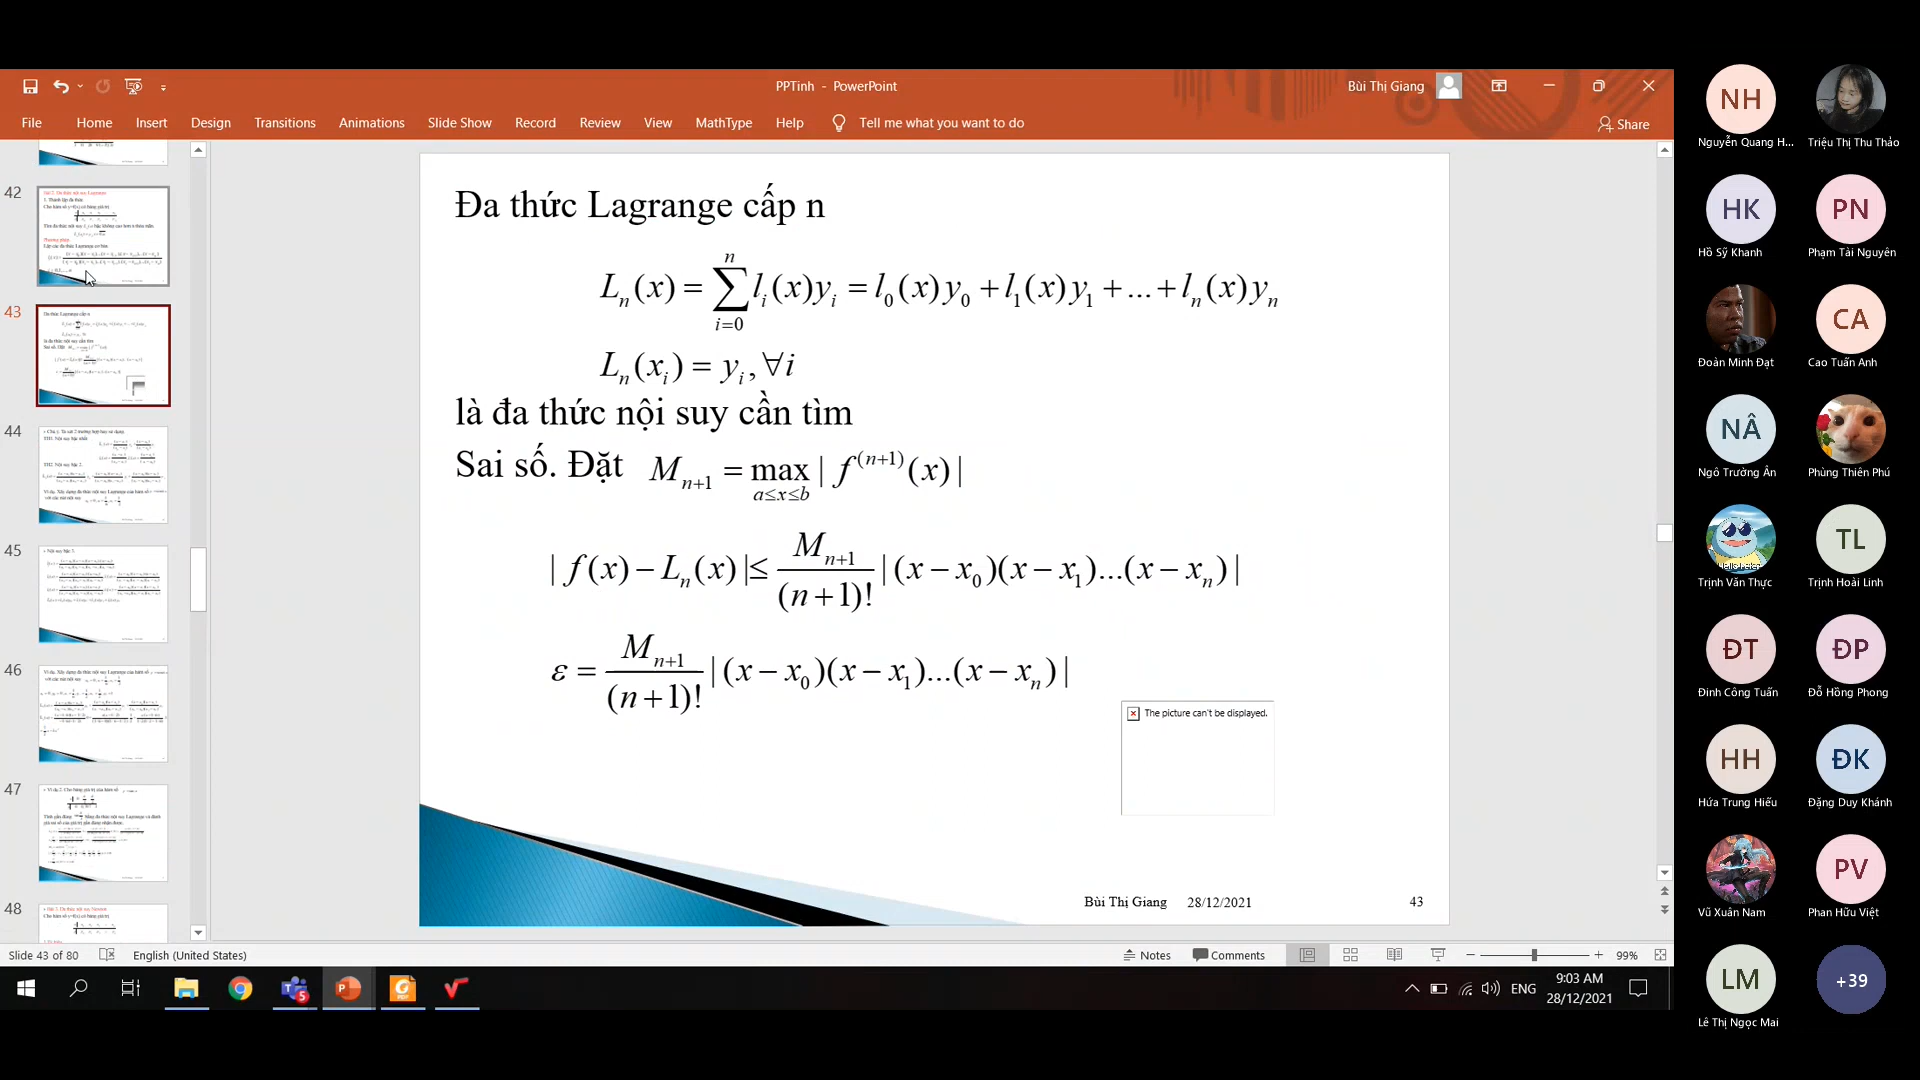 PPTinh - PowerPoint
Bùi Thị Giang
File Home Insert Design Transitions Animations Slide Show Record Review View MathType Help Tell me what you want to do
Share
42
43
44
45
46
47
48
Đa thức Lagrange cấp n
L_n(x) = \sum_{i=0}^{n} l_i(x)y_i = l_0(x)y_0 + l_1(x)y_1 + ... + l_n(x)y_n
L_n(x_i) = y_i, ∀i
là đa thức nội suy cần tìm
Sai số. Đặt M_{n+1} = \max_{a≤x≤b} | f^{(n+1)}(x) |
| f(x) − L_n(x) | ≤ \frac{M_{n+1}}{(n+1)!} | (x − x_0)(x − x_1)...(x − x_n) |
ε = \frac{M_{n+1}}{(n+1)!} | (x − x_0)(x − x_1)...(x − x_n) |
The picture can't be displayed.
Bùi Thị Giang 28/12/2021 43
Slide 43 of 80 English (United States)
Notes Comments 99%
ENG
9:03 AM
28/12/2021
NH
Nguyễn Quang H...
Triệu Thị Thu Thảo
HK
Hồ Sỹ Khanh
PN
Phạm Tài Nguyên
Đoàn Minh Đạt
CA
Cao Tuấn Anh
NÂ
Ngô Trưởng Ân
Phùng Thiên Phú
Trịnh Văn Thực
TL
Trịnh Hoài Linh
ĐT
Đinh Công Tuấn
ĐP
Đỗ Hồng Phong
HH
Hứa Trung Hiếu
ĐK
Đặng Duy Khánh
Vũ Xuân Nam
PV
Phan Hữu Việt
LM
Lê Thị Ngọc Mai
+39